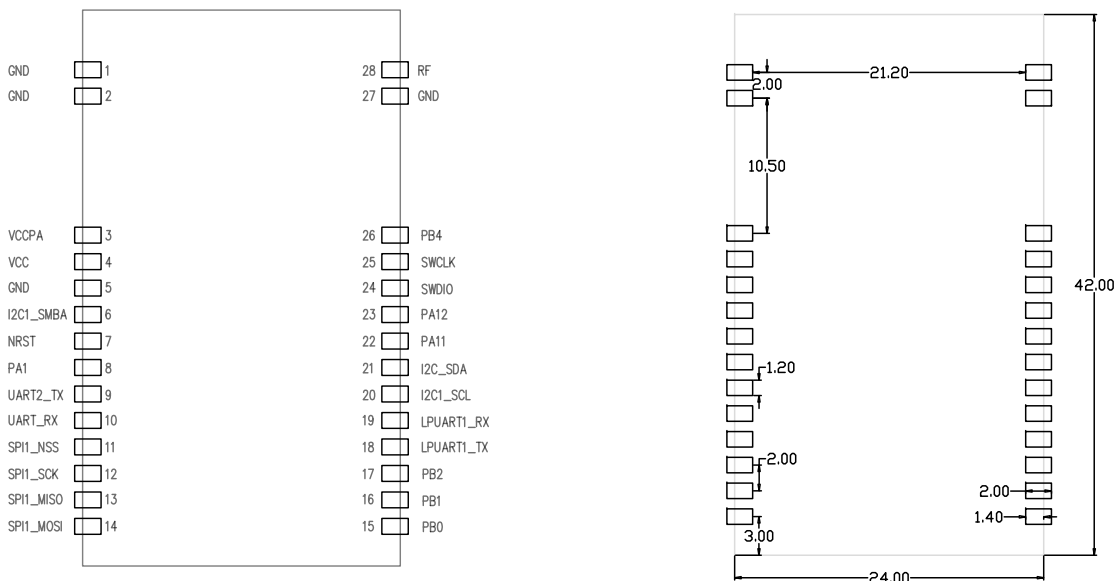 GND 1 28 RF
GND 2 27 GND
VCCPA 3 26 PB4
VCC 4 25 SWCLK
GND 5 24 SWDIO
I2C1_SMBA 6 23 PA12
NRST 7 22 PA11
PA1 8 21 I2C_SDA
UART2_TX 9 20 I2C1_SCL
UART_RX 10 19 LPUART1_RX
SPI1_NSS 11 18 LPUART1_TX
SPI1_SCK 12 17 PB2
SPI1_MISO 13 16 PB1
SPI1_MOSI 14 15 PB0
21.20
2.00
10.50
42.00
1.20
2.00
2.00
1.40
3.00
24.00